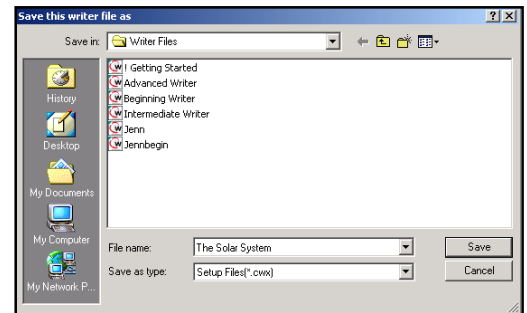 Save this writer file as
Save in: Writer Files
! Getting Started
Advanced Writer
Beginning Writer
Intermediate Writer
Jenn
Jennbegin
History
Desktop
My Documents
My Computer
My Network P...
File name: The Solar System Save
Save as type: Setup Files(*.cwx) Cancel